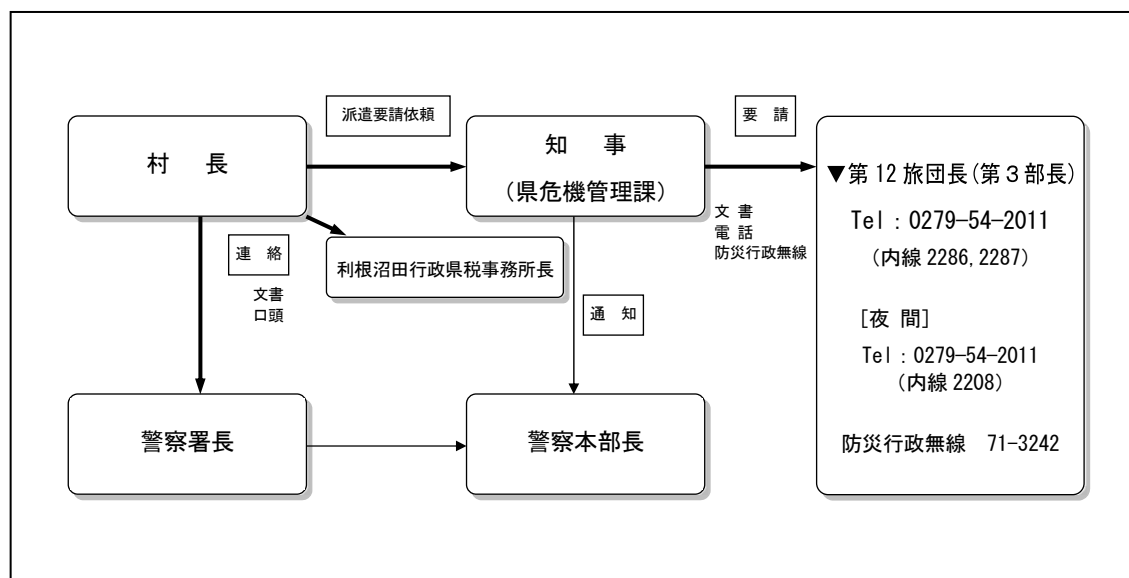 派遣要請依頼
要 請
村 長
知 事
(県危機管理課)
文 書
電 話
防災行政無線
▼第12旅団長(第3部長)
Tel:0279-54-2011
(内線2286,2287)
[夜 間]
Tel:0279-54-2011
(内線2208)
防災行政無線 71-3242
連 絡
文書
口頭
利根沼田行政県税事務所長
通 知
警察署長
警察本部長